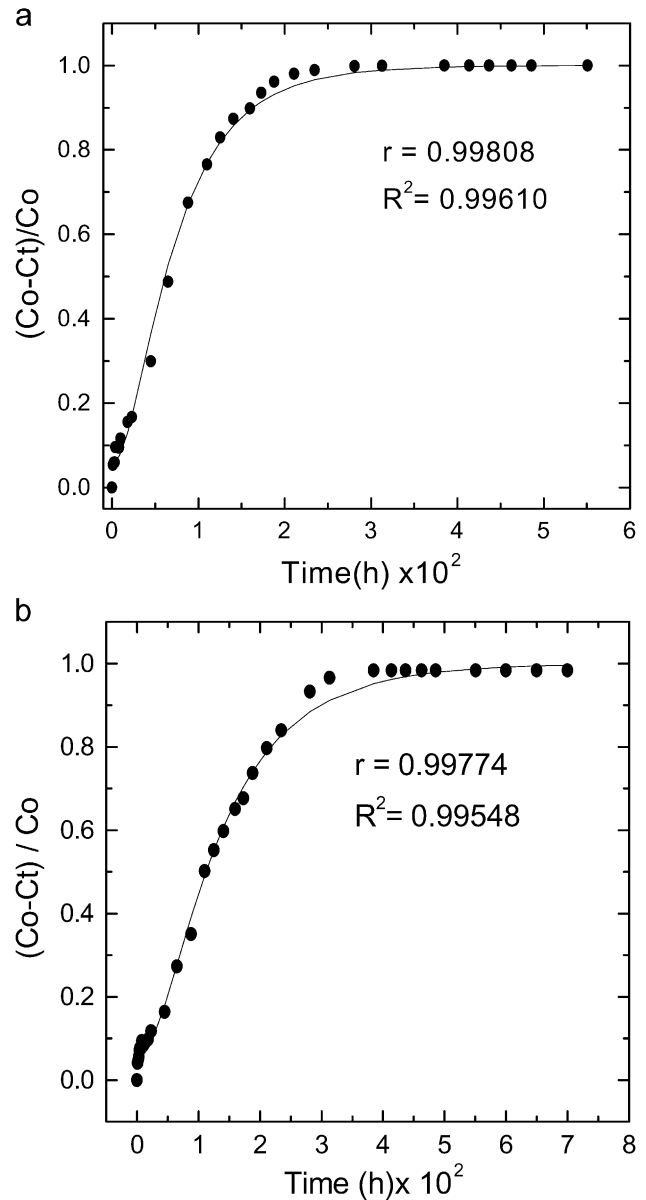 a
1.0
0.8
0.6
0.4
0.2
0.0
(Co-Ct)/Co
r = 0.99808
R²= 0.99610
0 1 2 3 4 5 6
Time(h) x10²
b
1.0
0.8
0.6
0.4
0.2
0.0
(Co-Ct) / Co
r = 0.99774
R²= 0.99548
0 1 2 3 4 5 6 7 8
Time (h)x 10²